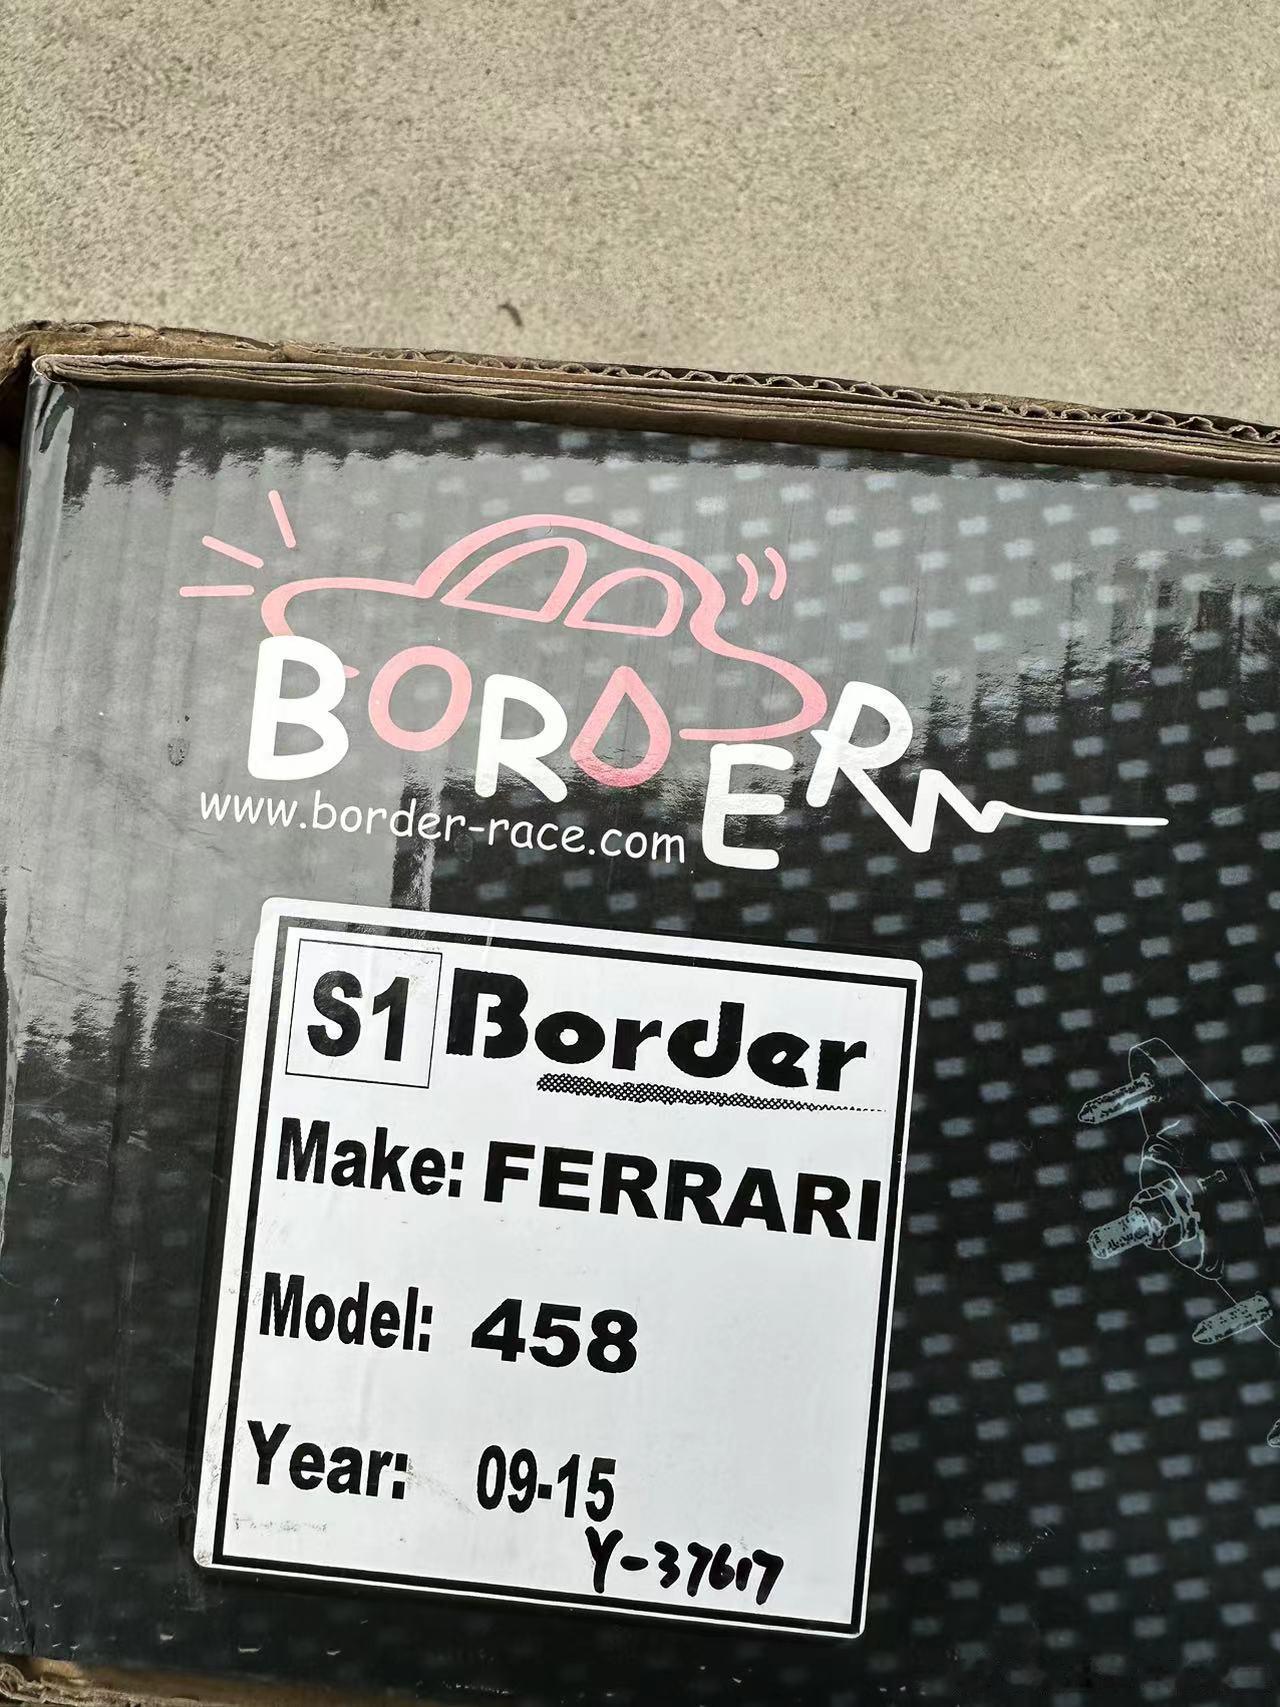 BORDER
www.border-race.com
S1 Border
Make: FERRARI
Model: 458
Year: 09-15
Y-37617